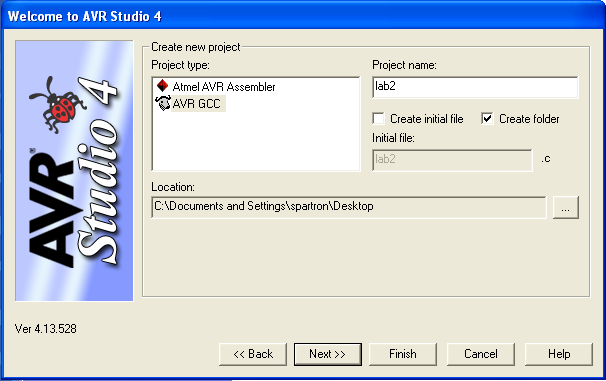 Welcome to AVR Studio 4
AVR
Studio 4
Create new project
Project type:
Atmel AVR Assembler
AVR GCC
Project name:
lab2
Create initial file
Create folder
Initial file:
lab2
.c
Location:
C:\Documents and Settings\spartron\Desktop
...
Ver 4.13.528
<< Back
Next >>
Finish
Cancel
Help